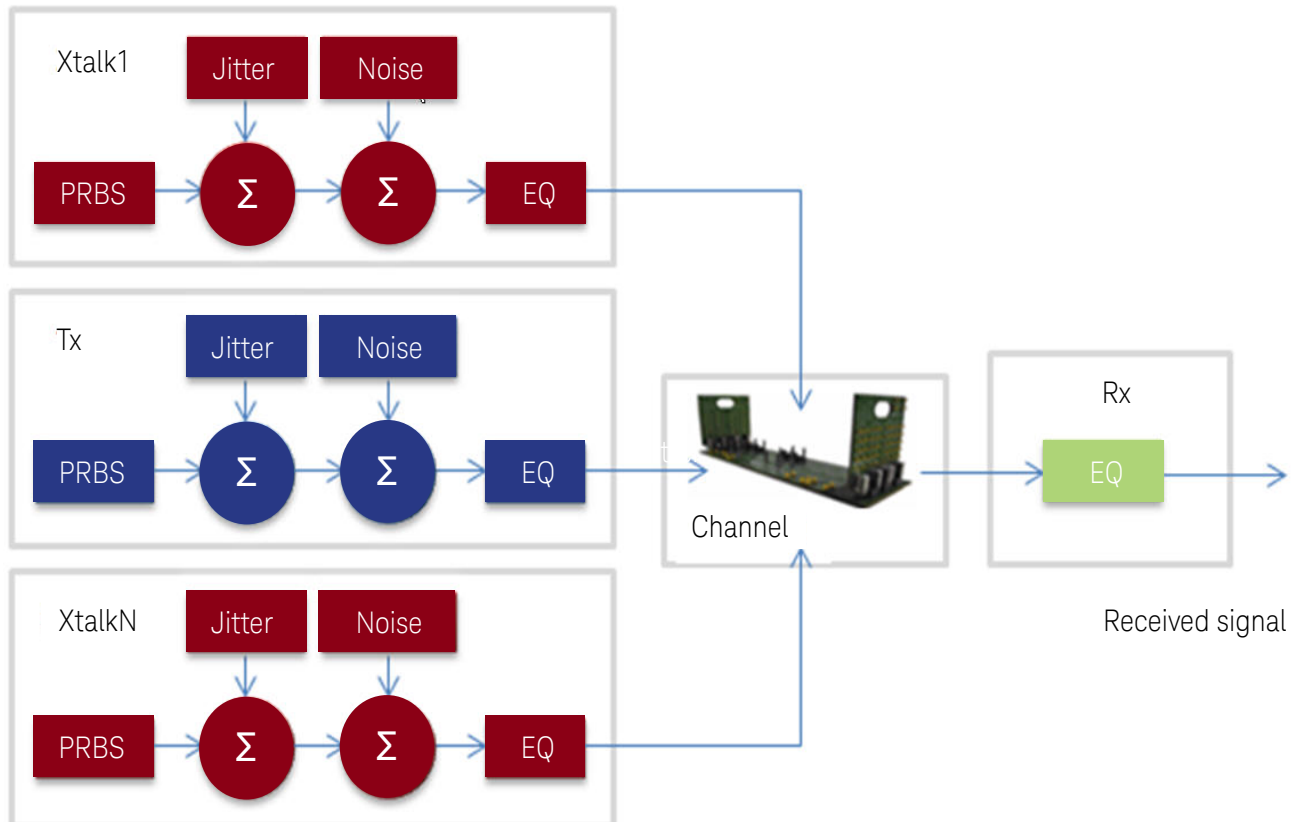 Xtalk1
Jitter Noise
PRBS Σ Σ EQ
Tx
Jitter Noise
PRBS Σ Σ EQ
Channel
Rx
EQ
XtalkN
Jitter Noise
PRBS Σ Σ EQ
Received signal